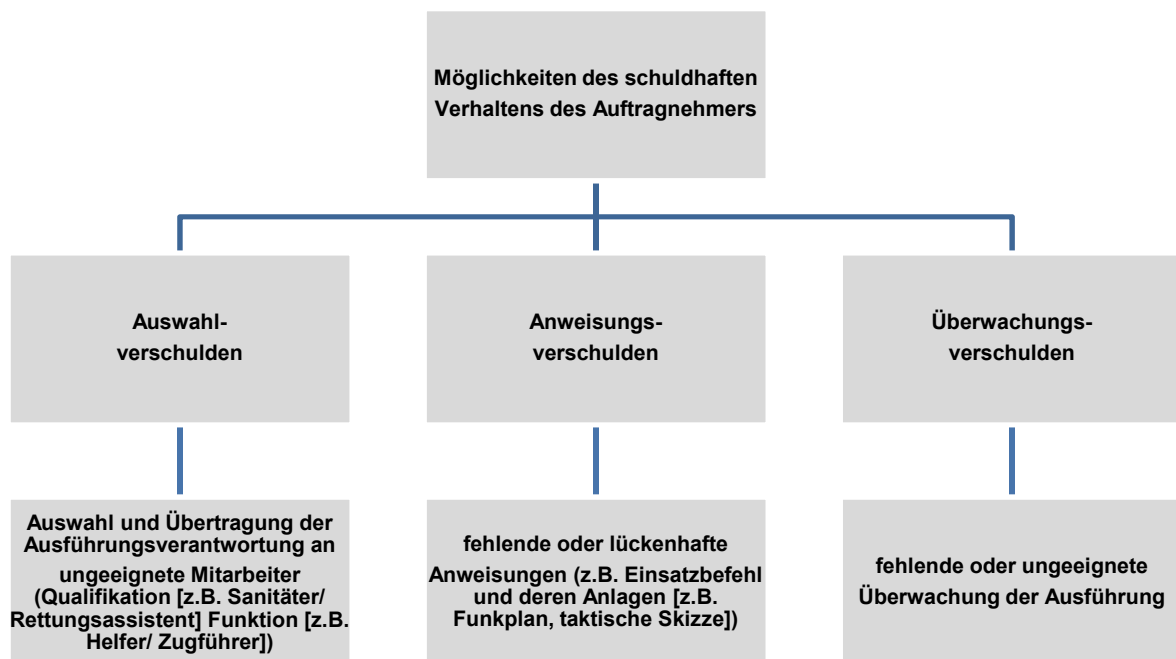 Möglichkeiten des schuldhaften
Verhaltens des Auftragnehmers
Auswahl-
verschulden
Anweisungs-
verschulden
Überwachungs-
verschulden
Auswahl und Übertragung der
Ausführungsverantwortung an
ungeeignete Mitarbeiter
(Qualifikation [z.B. Sanitäter/
Rettungsassistent] Funktion [z.B.
Helfer/ Zugführer])
fehlende oder lückenhafte
Anweisungen (z.B. Einsatzbefehl
und deren Anlagen [z.B.
Funkplan, taktische Skizze])
fehlende oder ungeeignete
Überwachung der Ausführung